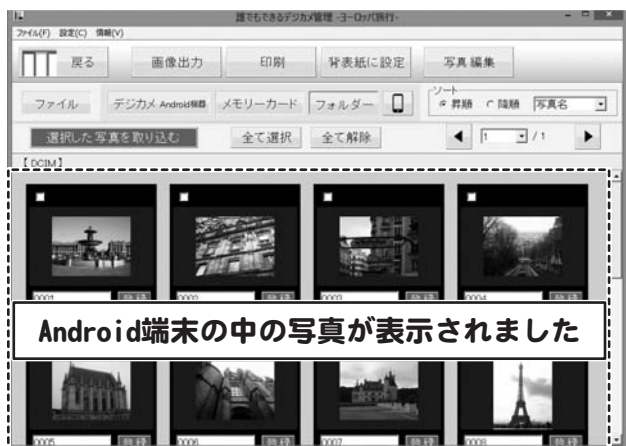 誰でもできるデジカメ管理 -ヨーロッパ旅行-
ファイル(F) 設定(C) 情報(V)
戻る 画像出力 印刷 背表紙に設定 写真編集
ファイル デジカメ Android機器 メモリーカード フォルダー
ソート
昇順 降順 写真名
選択した写真を取り込む 全て選択 全て解除 1 / 1
【DCIM】
0001 0002 0003 0004
Android端末の中の写真が表示されました
0005 0006 0007 0008